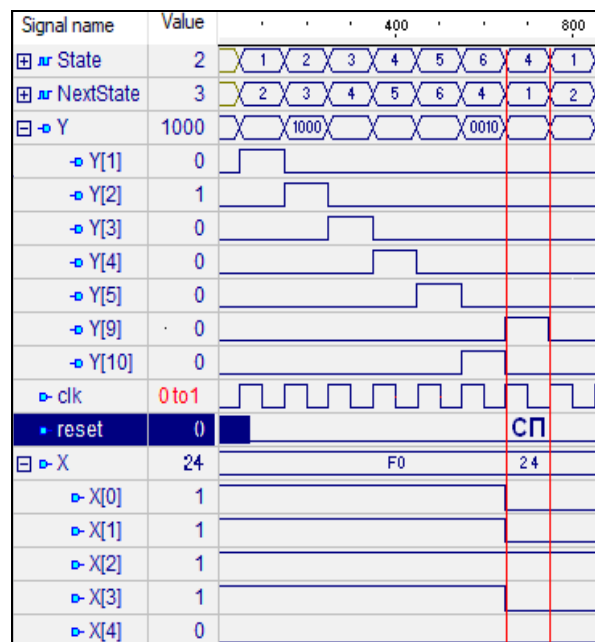 Signal name Value 400 800
State 2 1 2 3 4 5 6 4 1
NextState 3 2 3 4 5 6 4 1 2
Y 1000 1000 0010
Y[1] 0
Y[2] 1
Y[3] 0
Y[4] 0
Y[5] 0
Y[9] 0
Y[10] 0
clk 0 to 1
reset 0 СП
X 24 F0 24
X[0] 1
X[1] 1
X[2] 1
X[3] 1
X[4] 0